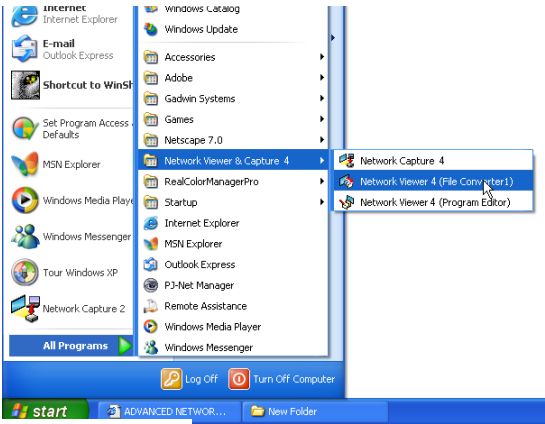 Internet
Internet Explorer
E-mail
Outlook Express
Shortcut to WinSh
Set Program Access
Defaults
MSN Explorer
Windows Media Playe
Windows Messenger
Tour Windows XP
Network Capture 2
All Programs
Windows Catalog
Windows Update
Accessories
Adobe
Gadwin Systems
Games
Netscape 7.0
Network Viewer & Capture 4
RealColorManagerPro
Startup
Internet Explorer
MSN Explorer
Outlook Express
PJ-Net Manager
Remote Assistance
Windows Media Player
Windows Messenger
Network Capture 4
Network Viewer 4 (File Converter1)
Network Viewer 4 (Program Editor)
Log Off
Turn Off Computer
start
ADVANCED NETWOR...
New Folder